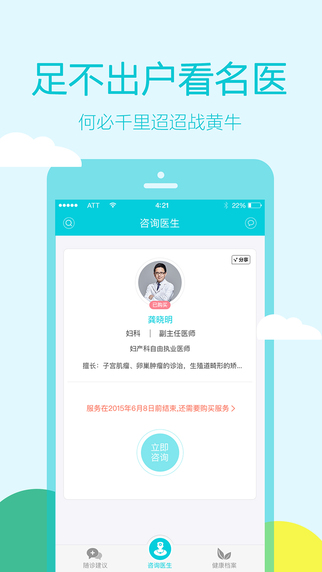 足不出户看名医
何必千里迢迢战黄牛
ATT 4:21 22%
咨询医生
分享
已购买
龚晓明
妇科 | 副主任医师
妇产科自由执业医师
擅长：子宫肌瘤、卵巢肿瘤的诊治，生殖道畸形的矫...
服务在2015年6月8日前结束,还需要购买服务 >
立即
咨询
随诊建议 咨询医生 健康档案